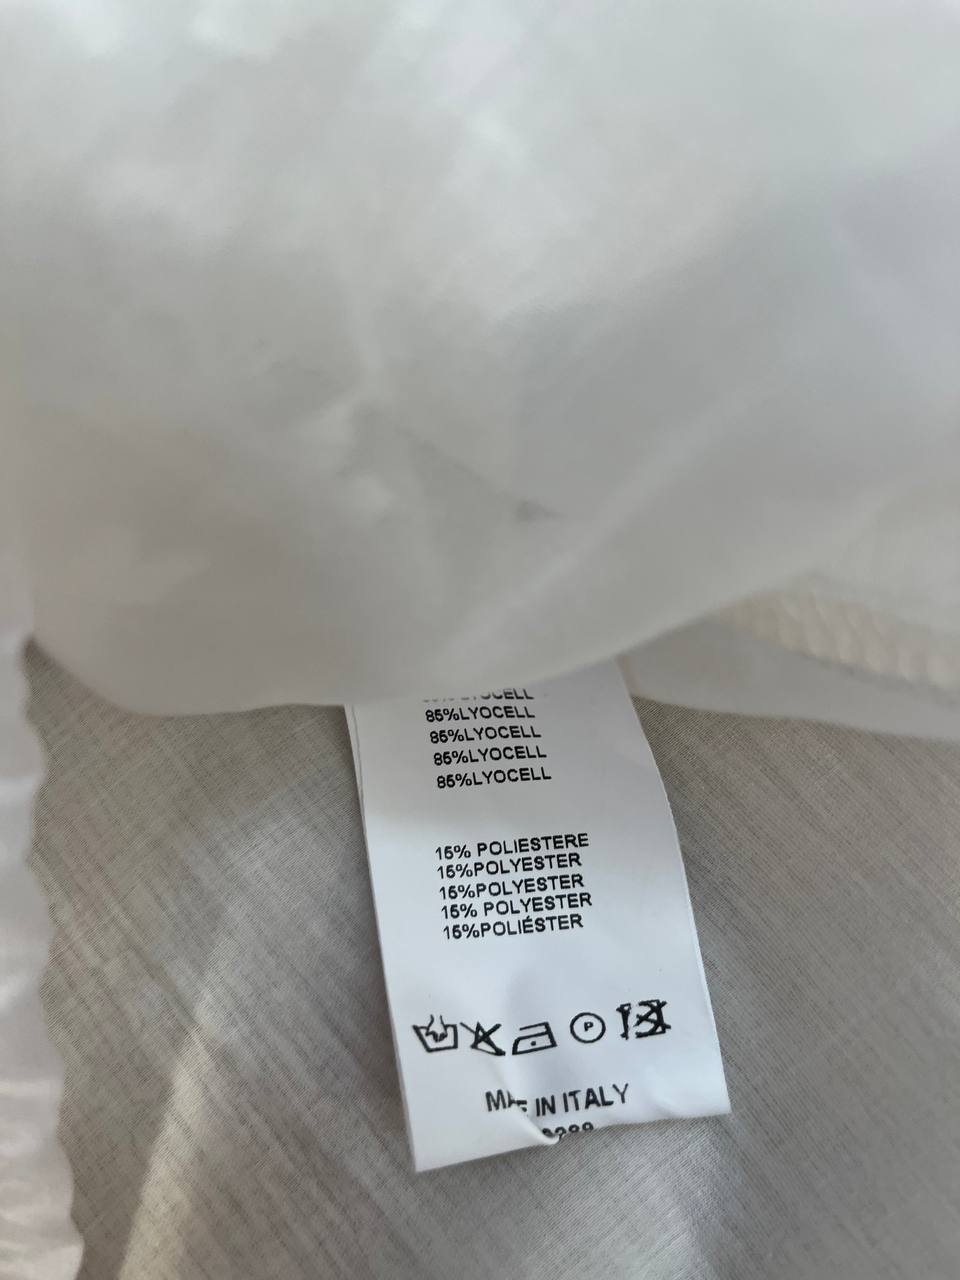 85%LYOCELL
85%LYOCELL
85%LYOCELL
85%LYOCELL
15% POLIESTERE
15%POLYESTER
15%POLYESTER
15% POLYESTER
15%POLIÉSTER
P
IN ITALY